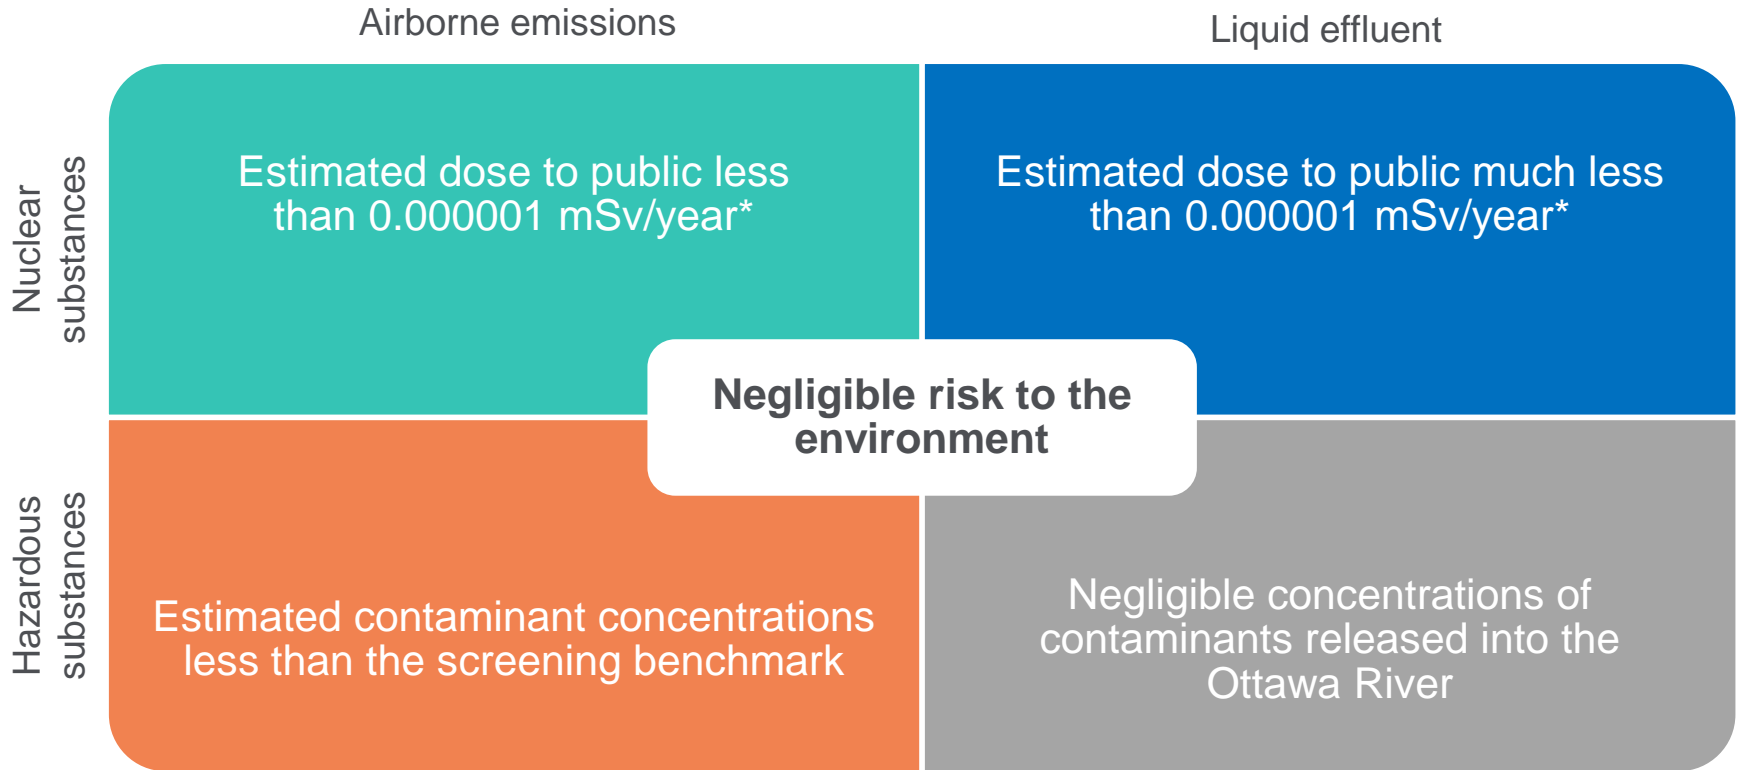 Airborne emissions
Liquid effluent
Nuclear
substances
Estimated dose to public less
than 0.000001 mSv/year*
Estimated dose to public much less
than 0.000001 mSv/year*
Negligible risk to the
environment
Hazardous
substances
Estimated contaminant concentrations
less than the screening benchmark
Negligible concentrations of
contaminants released into the
Ottawa River